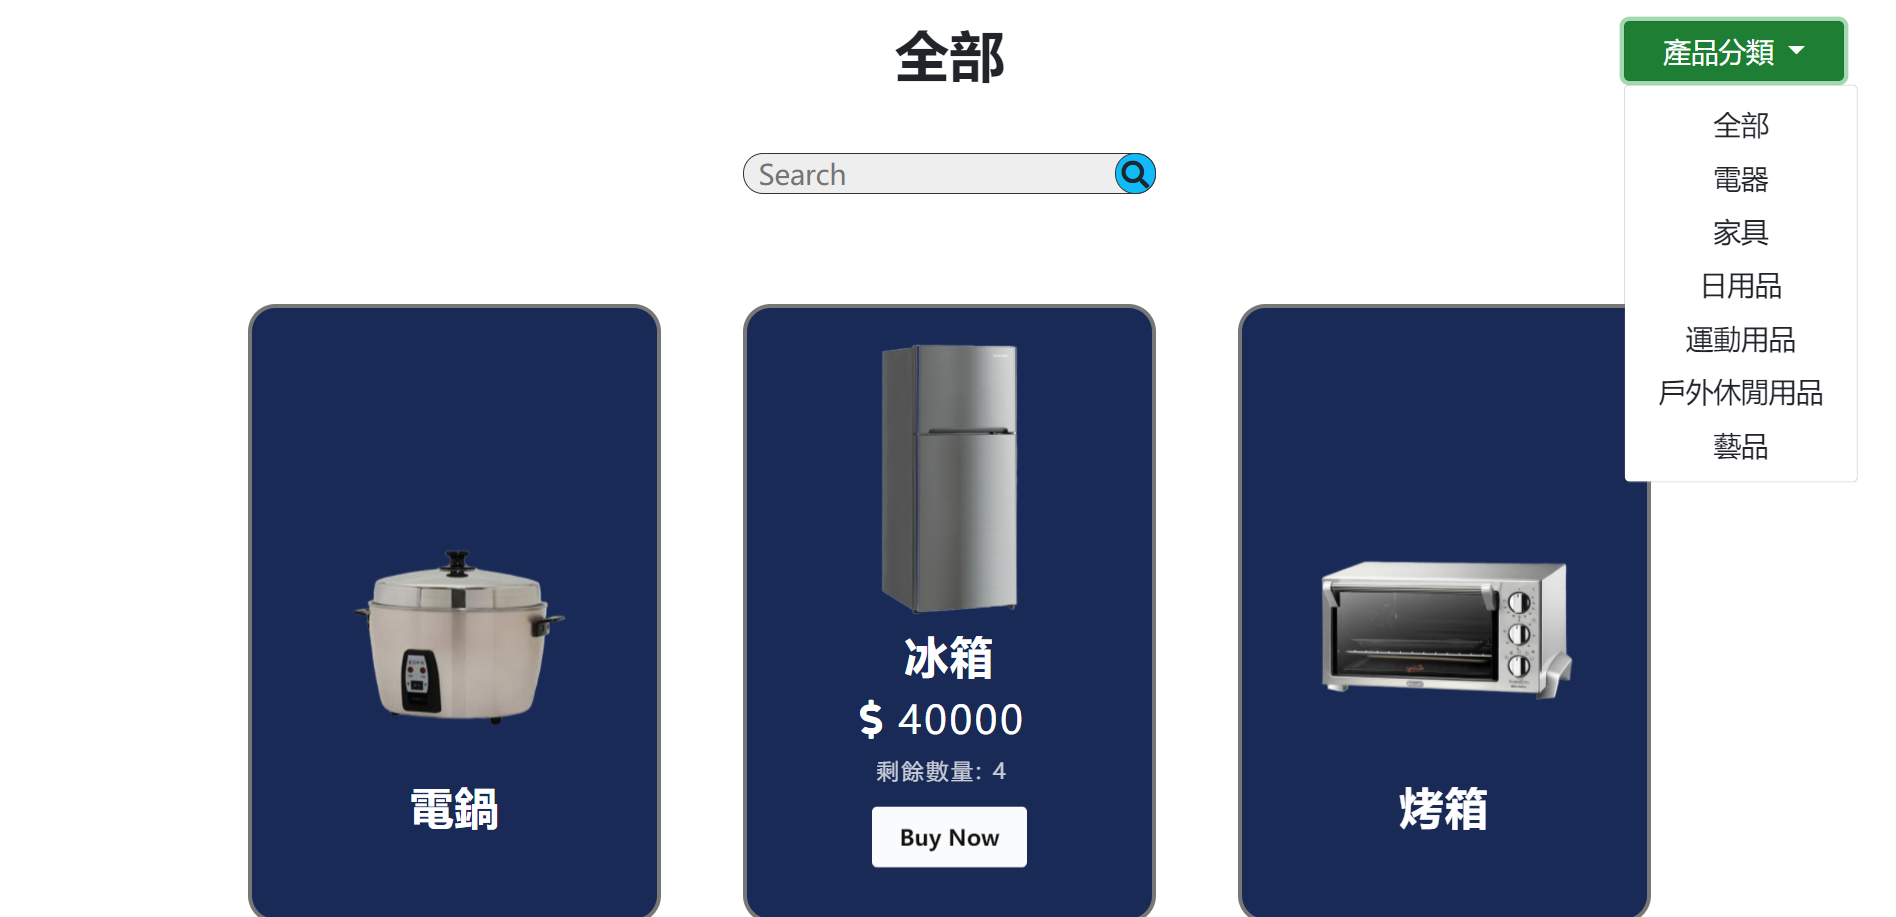 全部
產品分類
全部
電器
家具
日用品
運動用品
戶外休閒用品
藝品
Search
電鍋
冰箱
$ 40000
剩餘數量: 4
Buy Now
烤箱